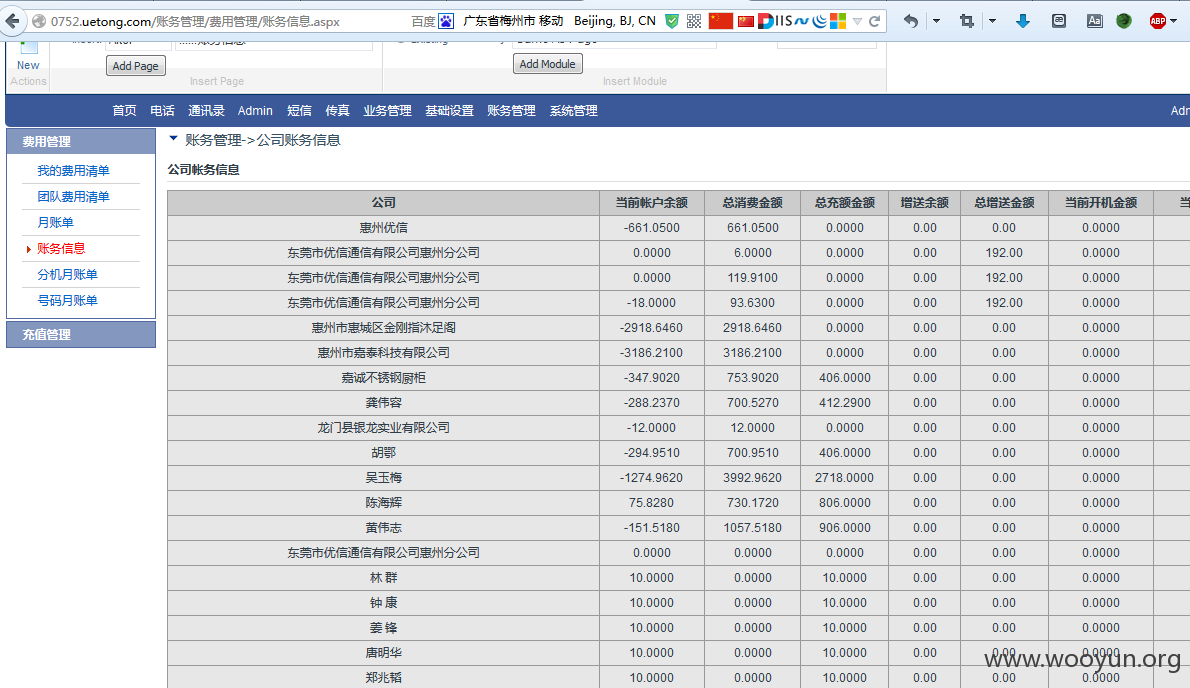 0752.uetong.com/账务管理/费用管理/账务信息.aspx 百度 广东省梅州市 移动 Beijing, BJ, CN IIS Aa ABP
New Add Page Add Module
Actions Insert Page Insert Module
首页 电话 通讯录 Admin 短信 传真 业务管理 基础设置 账务管理 系统管理
费用管理
我的费用清单
团队费用清单
月账单
账务信息
分机月账单
号码月账单
充值管理
账务管理->公司账务信息
公司帐务信息
公司 当前帐户余额 总消费金额 总充额金额 增送余额 总增送金额 当前开机金额 当
惠州优信 -661.0500 661.0500 0.0000 0.00 0.00 0.0000
东莞市优信通信有限公司惠州分公司 0.0000 6.0000 0.0000 0.00 192.00 0.0000
东莞市优信通信有限公司惠州分公司 0.0000 119.9100 0.0000 0.00 192.00 0.0000
东莞市优信通信有限公司惠州分公司 -18.0000 93.6300 0.0000 0.00 192.00 0.0000
惠州市惠城区金刚指沐足阁 -2918.6460 2918.6460 0.0000 0.00 0.00 0.0000
惠州市嘉泰科技有限公司 -3186.2100 3186.2100 0.0000 0.00 0.00 0.0000
嘉诚不锈钢厨柜 -347.9020 753.9020 406.0000 0.00 0.00 0.0000
龚伟容 -288.2370 700.5270 412.2900 0.00 0.00 0.0000
龙门县银龙实业有限公司 -12.0000 12.0000 0.0000 0.00 0.00 0.0000
胡鄂 -294.9510 700.9510 406.0000 0.00 0.00 0.0000
吴玉梅 -1274.9620 3992.9620 2718.0000 0.00 0.00 0.0000
陈海辉 75.8280 730.1720 806.0000 0.00 0.00 0.0000
黄伟志 -151.5180 1057.5180 906.0000 0.00 0.00 0.0000
东莞市优信通信有限公司惠州分公司 0.0000 0.0000 0.0000 0.00 0.00 0.0000
林 群 10.0000 0.0000 10.0000 0.00 0.00 0.0000
钟 康 10.0000 0.0000 10.0000 0.00 0.00 0.0000
姜 锋 10.0000 0.0000 10.0000 0.00 0.00 0.0000
唐明华 10.0000 0.0000 10.0000 0.00 0.00 0.0000
郑兆韬 10.0000 0.0000 10.0000 0.00 0.00 0.0000
www.wooyun.org